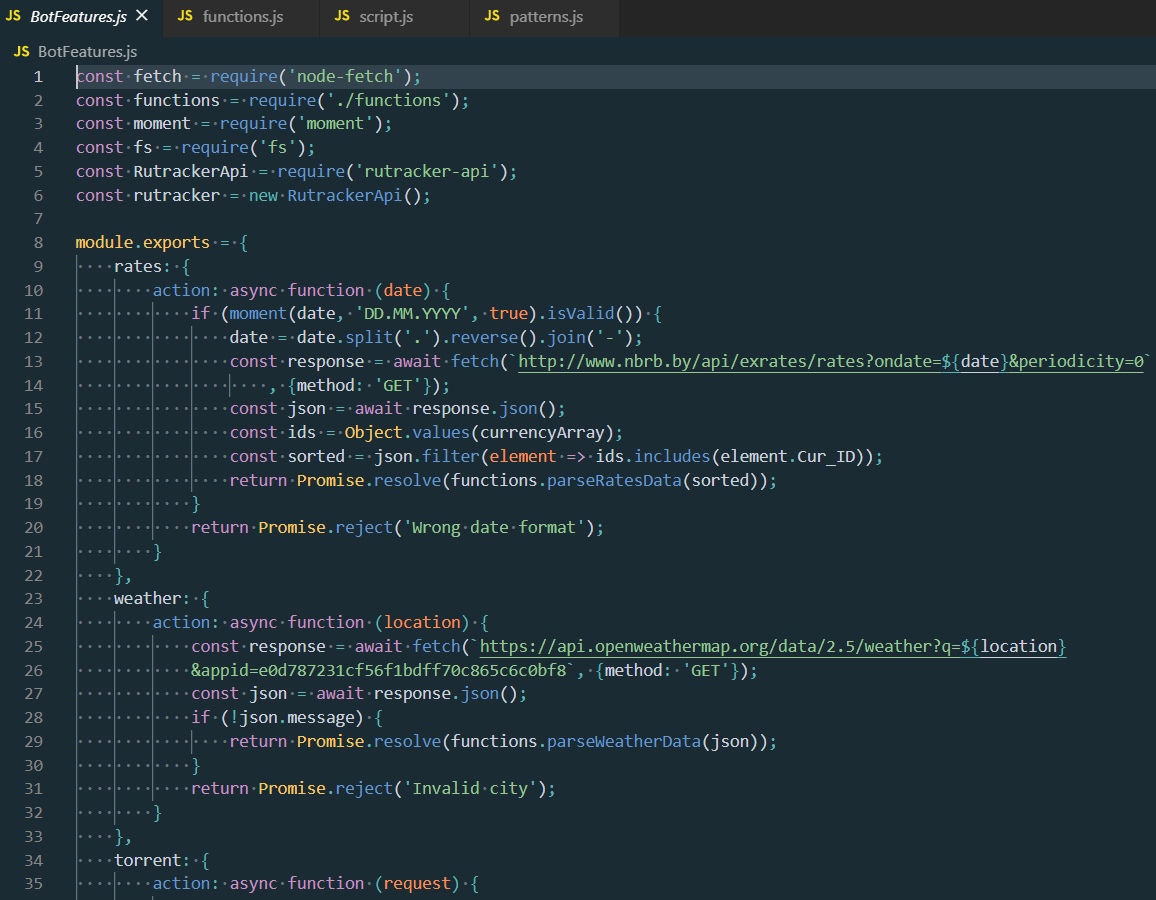 JS BotFeatures.js × JS functions.js JS script.js JS patterns.js
JS BotFeatures.js
1 const fetch = require('node-fetch');
2 const functions = require('./functions');
3 const moment = require('moment');
4 const fs = require('fs');
5 const RutrackerApi = require('rutracker-api');
6 const rutracker = new RutrackerApi();
7
8 module.exports = {
9     rates: {
10         action: async function (date) {
11             if (moment(date, 'DD.MM.YYYY', true).isValid()) {
12                 date = date.split('.').reverse().join('-');
13                 const response = await fetch(`http://www.nbrb.by/api/exrates/rates?ondate=${date}&periodicity=0`
14                     , {method: 'GET'});
15                 const json = await response.json();
16                 const ids = Object.values(currencyArray);
17                 const sorted = json.filter(element => ids.includes(element.Cur_ID));
18                 return Promise.resolve(functions.parseRatesData(sorted));
19             }
20             return Promise.reject('Wrong date format');
21         }
22     },
23     weather: {
24         action: async function (location) {
25             const response = await fetch(`https://api.openweathermap.org/data/2.5/weather?q=${location}
26             &appid=e0d787231cf56f1bdff70c865c6c0bf8`, {method: 'GET'});
27             const json = await response.json();
28             if (!json.message) {
29                 return Promise.resolve(functions.parseWeatherData(json));
30             }
31             return Promise.reject('Invalid city');
32         }
33     },
34     torrent: {
35         action: async function (request) {